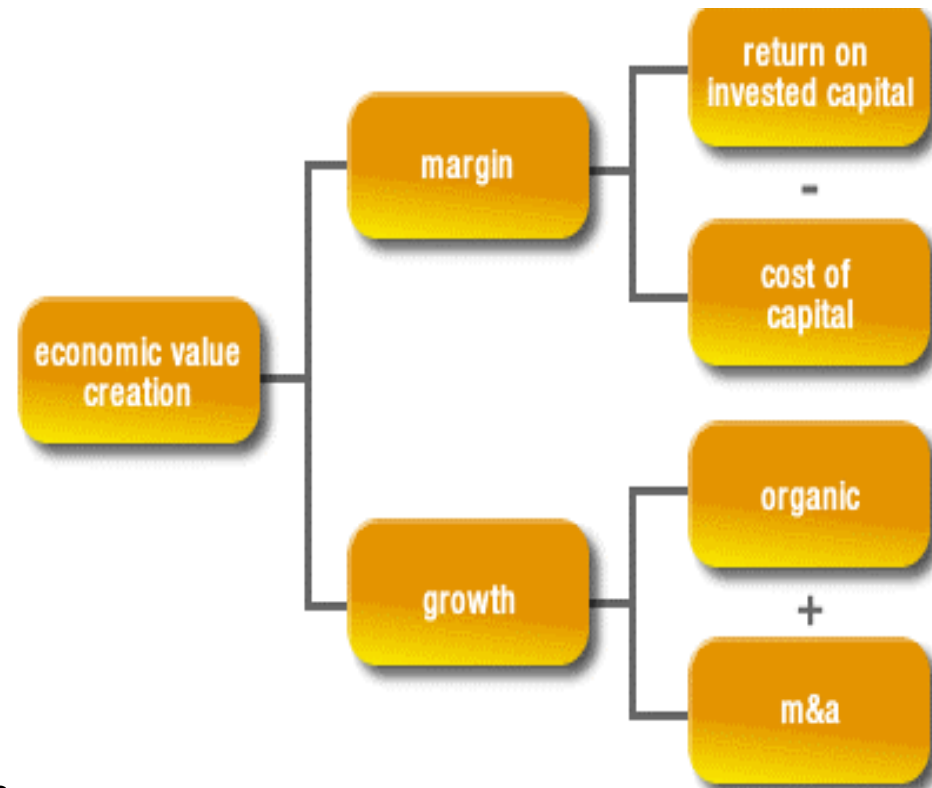 return on
invested capital
margin
-
cost of
capital
economic value
creation
organic
growth
+
m&a